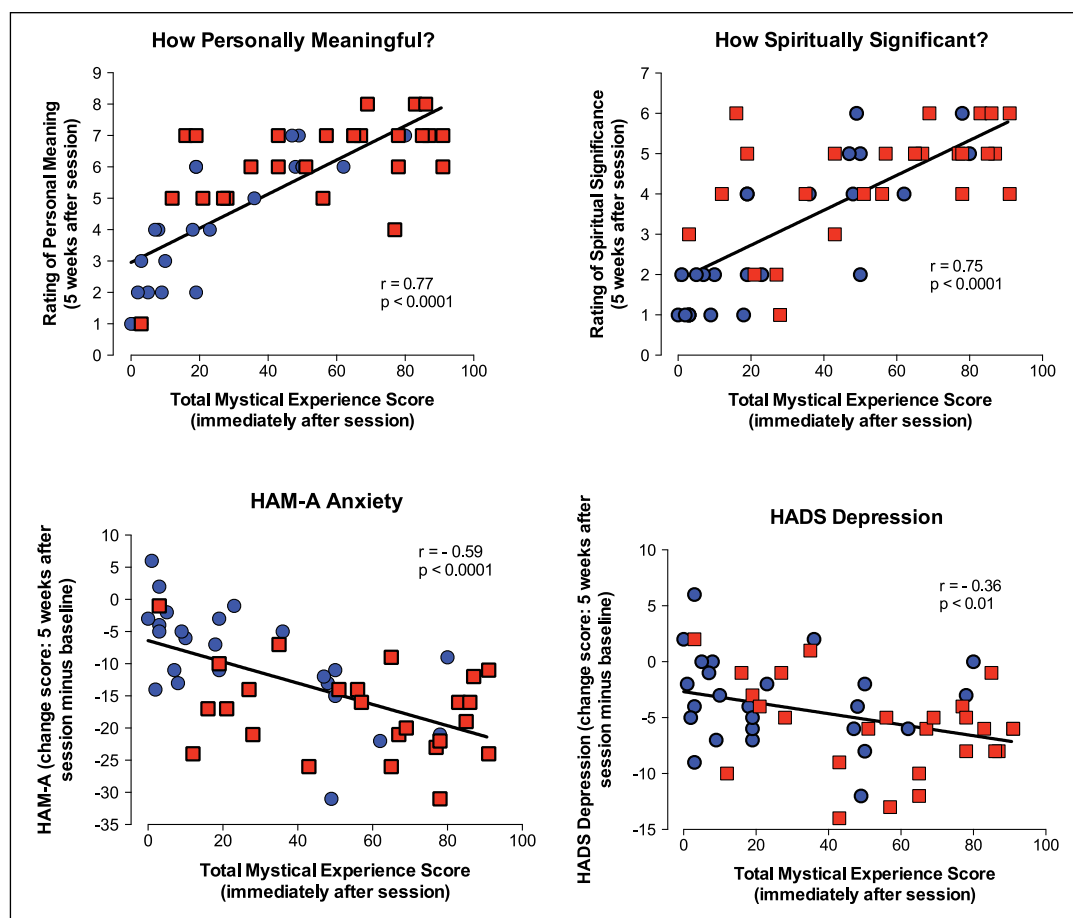 How Personally Meaningful?
Rating of Personal Meaning
(5 weeks after session)
9
8
7
6
5
4
3
2
1
0
r = 0.77
p < 0.0001
0 20 40 60 80 100
Total Mystical Experience Score
(immediately after session)
How Spiritually Significant?
Rating of Spiritual Significance
(5 weeks after session)
7
6
5
4
3
2
1
0
r = 0.75
p < 0.0001
0 20 40 60 80 100
Total Mystical Experience Score
(immediately after session)
HAM-A Anxiety
HAM-A (change score: 5 weeks after
session minus baseline)
10
5
0
-5
-10
-15
-20
-25
-30
-35
r = - 0.59
p < 0.0001
0 20 40 60 80 100
Total Mystical Experience Score
(immediately after session)
HADS Depression
HADS Depression (change score: 5 weeks after
session minus baseline)
10
5
0
-5
-10
-15
r = - 0.36
p < 0.01
0 20 40 60 80 100
Total Mystical Experience Score
(immediately after session)